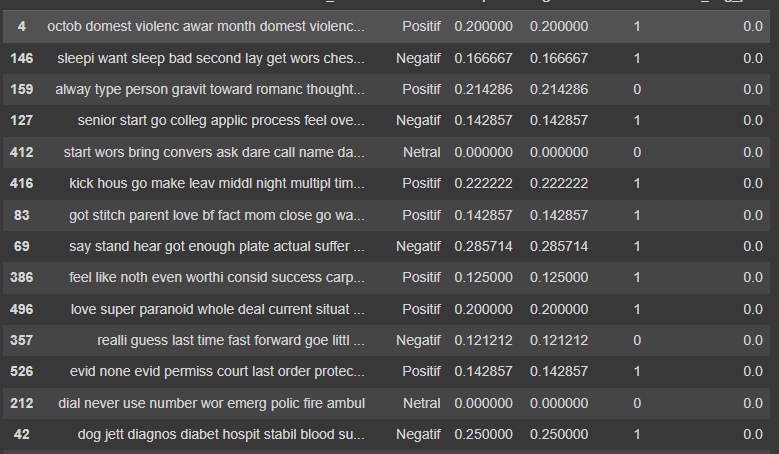 4 octob domest violenc awar month domest violenc... Positif 0.200000 0.200000 1 0.0
146 sleepi want sleep bad second lay get wors ches... Negatif 0.166667 0.166667 1 0.0
159 alway type person gravit toward romanc thought... Positif 0.214286 0.214286 0 0.0
127 senior start go colleg applic process feel ove... Negatif 0.142857 0.142857 1 0.0
412 start wors bring convers ask dare call name da... Netral 0.000000 0.000000 0 0.0
416 kick hous go make leav middl night multipl tim... Positif 0.222222 0.222222 1 0.0
83 got stitch parent love bf fact mom close go wa... Positif 0.142857 0.142857 1 0.0
69 say stand hear got enough plate actual suffer ... Negatif 0.285714 0.285714 1 0.0
386 feel like noth even worthi consid success carp... Positif 0.125000 0.125000 1 0.0
496 love super paranoid whole deal current situat ... Positif 0.200000 0.200000 1 0.0
357 realli guess last time fast forward goe littl ... Negatif 0.121212 0.121212 0 0.0
526 evid none evid permiss court last order protec... Positif 0.142857 0.142857 1 0.0
212 dial never use number wor emerg polic fire ambul Netral 0.000000 0.000000 0 0.0
42 dog jett diagnos diabet hospit stabil blood su... Negatif 0.250000 0.250000 1 0.0